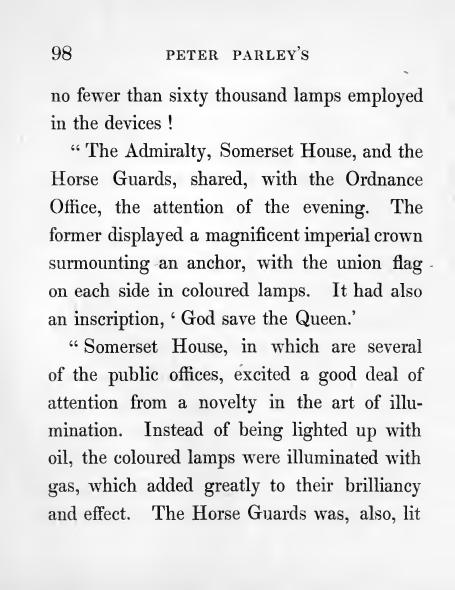 98 PETER PARLEY'S
no fewer than sixty thousand lamps employed
in the devices !
“ The Admiralty, Somerset House, and the
Horse Guards, shared, with the Ordnance
Office, the attention of the evening. The
former displayed a magnificent imperial crown
surmounting an anchor, with the union flag
on each side in coloured lamps. It had also
an inscription, ‘ God save the Queen.’
“ Somerset House, in which are several
of the public offices, excited a good deal of
attention from a novelty in the art of illu-
mination. Instead of being lighted up with
oil, the coloured lamps were illuminated with
gas, which added greatly to their brilliancy
and effect. The Horse Guards was, also, lit